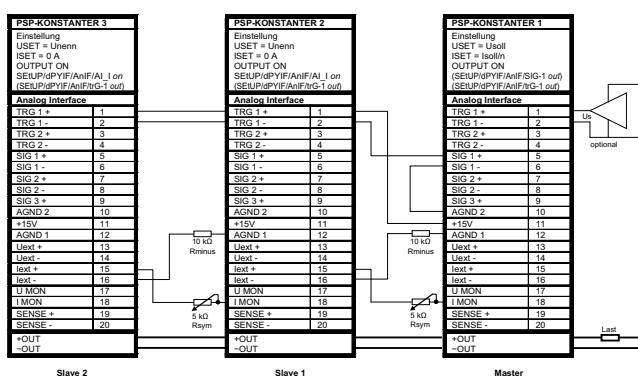 PSP-KONSTANTER 3
Einstellung
USET = Unenn
ISET = 0 A
OUTPUT ON
SEtUP/dPYIF/AnIF/AI_I on
(SEtUP/dPYIF/AnIF/trG-1 out)
Analog Interface
TRG 1 + 1
TRG 1 - 2
TRG 2 + 3
TRG 2 - 4
SIG 1 + 5
SIG 1 - 6
SIG 2 + 7
SIG 2 - 8
SIG 3 + 9
AGND 2 10
+15V 11
AGND 1 12
Uext + 13
Uext - 14
Iext + 15
Iext - 16
U MON 17
I MON 18
SENSE + 19
SENSE - 20
+OUT
−OUT
Slave 2
10 kΩ
Rminus
5 kΩ
Rsym
PSP-KONSTANTER 2
Einstellung
USET = Unenn
ISET = 0 A
OUTPUT ON
SEtUP/dPYIF/AnIF/AI_I on
(SEtUP/dPYIF/AnIF/trG-1 out)
Analog Interface
TRG 1 + 1
TRG 1 - 2
TRG 2 + 3
TRG 2 - 4
SIG 1 + 5
SIG 1 - 6
SIG 2 + 7
SIG 2 - 8
SIG 3 + 9
AGND 2 10
+15V 11
AGND 1 12
Uext + 13
Uext - 14
Iext + 15
Iext - 16
U MON 17
I MON 18
SENSE + 19
SENSE - 20
+OUT
−OUT
Slave 1
10 kΩ
Rminus
5 kΩ
Rsym
PSP-KONSTANTER 1
Einstellung
USET = Usoll
ISET = Isoll/n
OUTPUT ON
(SEtUP/dPYIF/AnIF/SIG-1 out)
(SEtUP/dPYIF/AnIF/trG-1 out)
Analog Interface
TRG 1 + 1
TRG 1 - 2
TRG 2 + 3
TRG 2 - 4
SIG 1 + 5
SIG 1 - 6
SIG 2 + 7
SIG 2 - 8
SIG 3 + 9
AGND 2 10
+15V 11
AGND 1 12
Uext + 13
Uext - 14
Iext + 15
Iext - 16
U MON 17
I MON 18
SENSE + 19
SENSE - 20
+OUT
−OUT
Master
Us
optional
Last